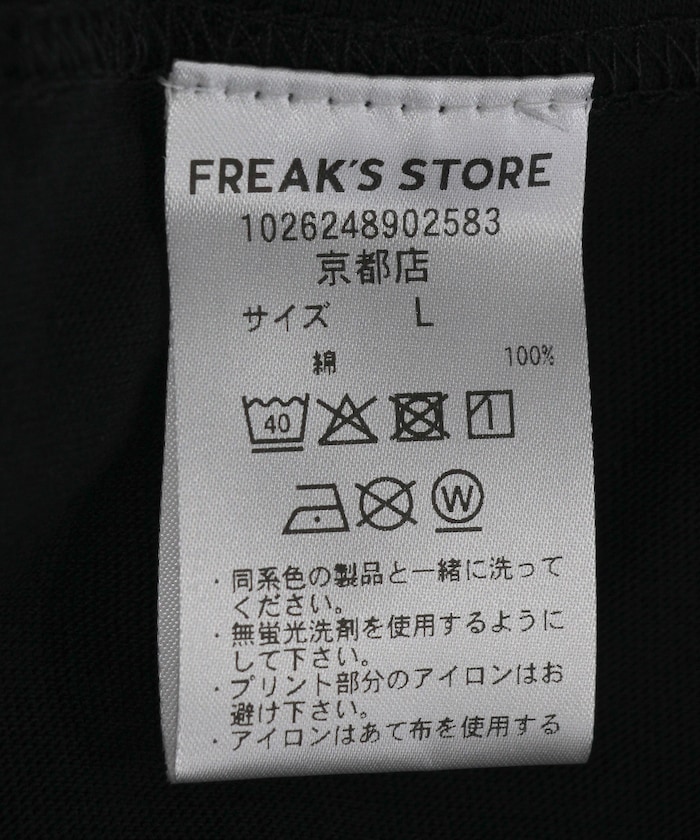 FREAK'S STORE
1026248902583
京都店
サイズ L
綿 100%
40
W
・同系色の製品と一緒に洗って
ください。
・無蛍光洗剤を使用するように
して下さい。
・プリント部分のアイロンはお
避け下さい。
・アイロンはあて布を使用する